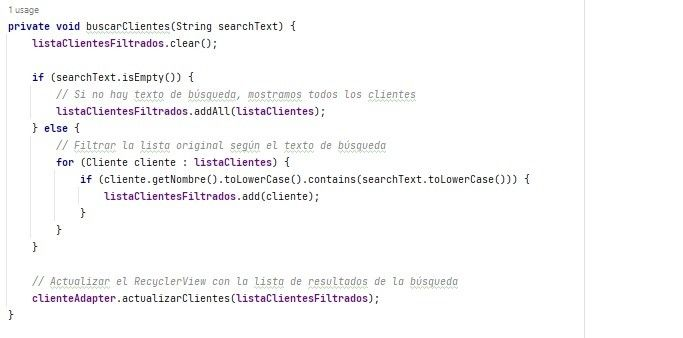 1 usage
private void buscarClientes(String searchText) {
    listaClientesFiltrados.clear();

    if (searchText.isEmpty()) {
        // Si no hay texto de búsqueda, mostramos todos los clientes
        listaClientesFiltrados.addAll(listaClientes);
    } else {
        // Filtrar la lista original según el texto de búsqueda
        for (Cliente cliente : listaClientes) {
            if (cliente.getNombre().toLowerCase().contains(searchText.toLowerCase())) {
                listaClientesFiltrados.add(cliente);
            }
        }
    }

    // Actualizar el RecyclerView con la lista de resultados de la búsqueda
    clienteAdapter.actualizarClientes(listaClientesFiltrados);
}